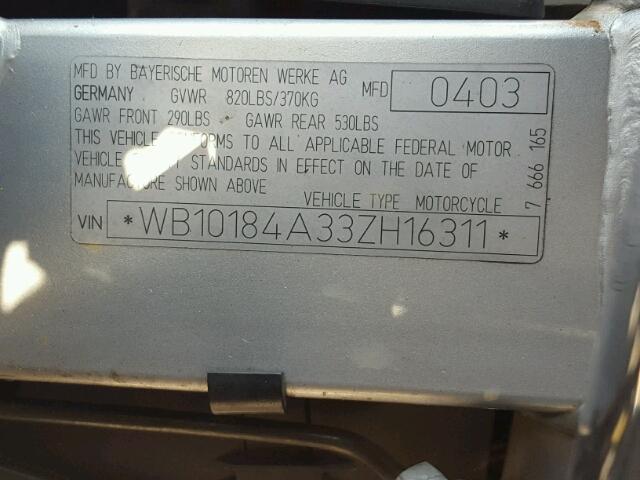 MFD BY BAYERISCHE MOTOREN WERKE AG
GERMANY GVWR 820LBS/370KG MFD 0403
GAWR FRONT 290LBS GAWR REAR 530LBS
THIS VEHICLE CONFORMS TO ALL APPLICABLE FEDERAL MOTOR
VEHICLE STANDARDS IN EFFECT ON THE DATE OF
MANUFACTURE SHOWN ABOVE
VEHICLE TYPE MOTORCYCLE
VIN *WB10184A33ZH16311*
7 666 165